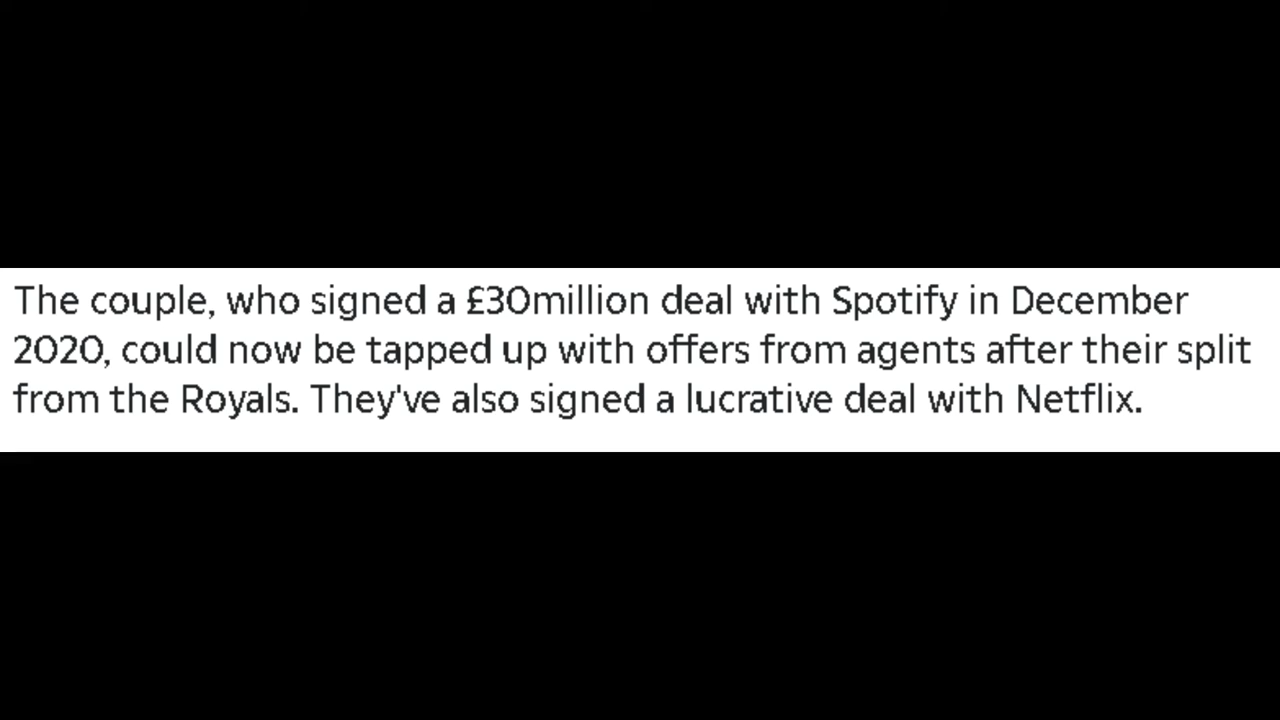 The couple, who signed a £30million deal with Spotify in December
2020, could now be tapped up with offers from agents after their split
from the Royals. They've also signed a lucrative deal with Netflix.